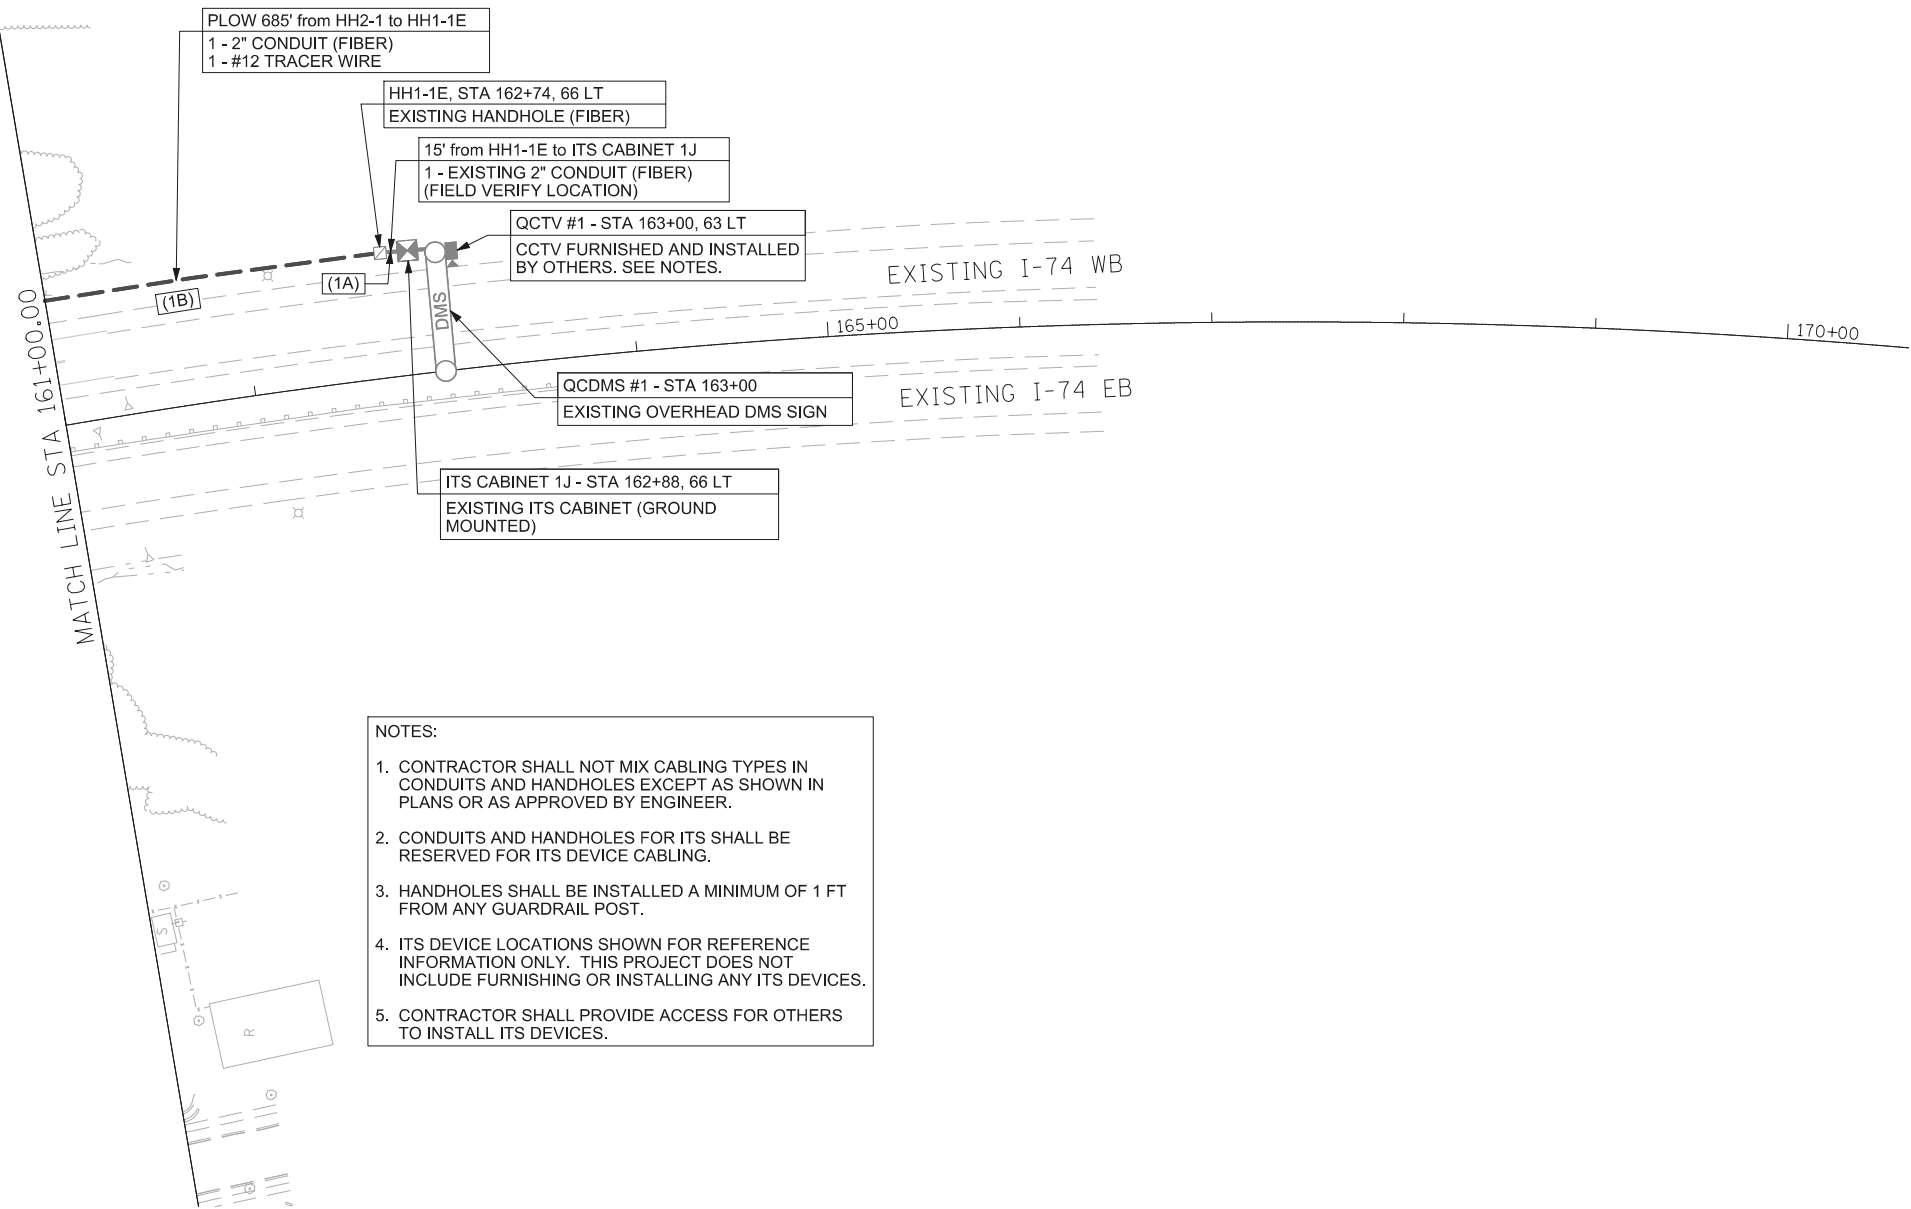 PLOW 685' from HH2-1 to HH1-1E
1 - 2" CONDUIT (FIBER)
1 - #12 TRACER WIRE
HH1-1E, STA 162+74, 66 LT
EXISTING HANDHOLE (FIBER)
15' from HH1-1E to ITS CABINET 1J
1 - EXISTING 2" CONDUIT (FIBER)
(FIELD VERIFY LOCATION)
QCTV #1 - STA 163+00, 63 LT
CCTV FURNISHED AND INSTALLED
BY OTHERS. SEE NOTES.
(1A)
(1B)
DMS
EXISTING I-74 WB
165+00
170+00
EXISTING I-74 EB
QCDMS #1 - STA 163+00
EXISTING OVERHEAD DMS SIGN
ITS CABINET 1J - STA 162+88, 66 LT
EXISTING ITS CABINET (GROUND
MOUNTED)
MATCH LINE STA 161+00.00
NOTES:
1. CONTRACTOR SHALL NOT MIX CABLING TYPES IN
CONDUITS AND HANDHOLES EXCEPT AS SHOWN IN
PLANS OR AS APPROVED BY ENGINEER.
2. CONDUITS AND HANDHOLES FOR ITS SHALL BE
RESERVED FOR ITS DEVICE CABLING.
3. HANDHOLES SHALL BE INSTALLED A MINIMUM OF 1 FT
FROM ANY GUARDRAIL POST.
4. ITS DEVICE LOCATIONS SHOWN FOR REFERENCE
INFORMATION ONLY. THIS PROJECT DOES NOT
INCLUDE FURNISHING OR INSTALLING ANY ITS DEVICES.
5. CONTRACTOR SHALL PROVIDE ACCESS FOR OTHERS
TO INSTALL ITS DEVICES.
S
R